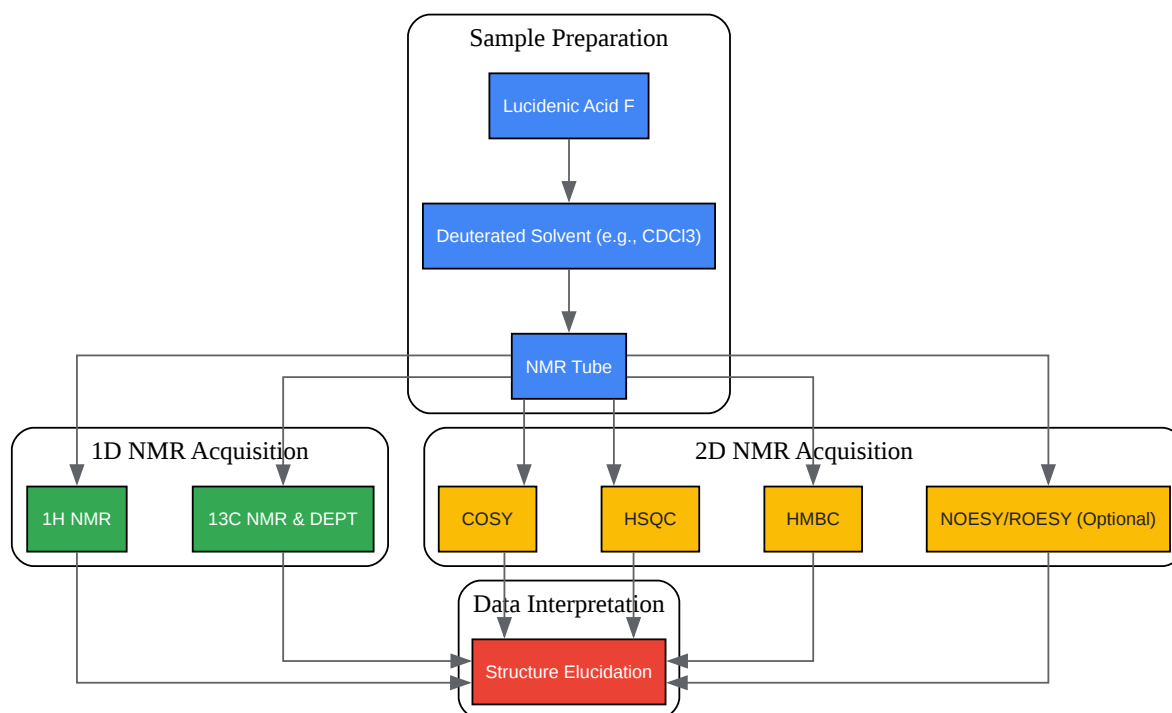 Sample Preparation
Lucidenic Acid F
Deuterated Solvent (e.g., CDCl3)
NMR Tube
1D NMR Acquisition
2D NMR Acquisition
1H NMR
13C NMR & DEPT
COSY
HSQC
HMBC
NOESY/ROESY (Optional)
Data Interpretation
Structure Elucidation